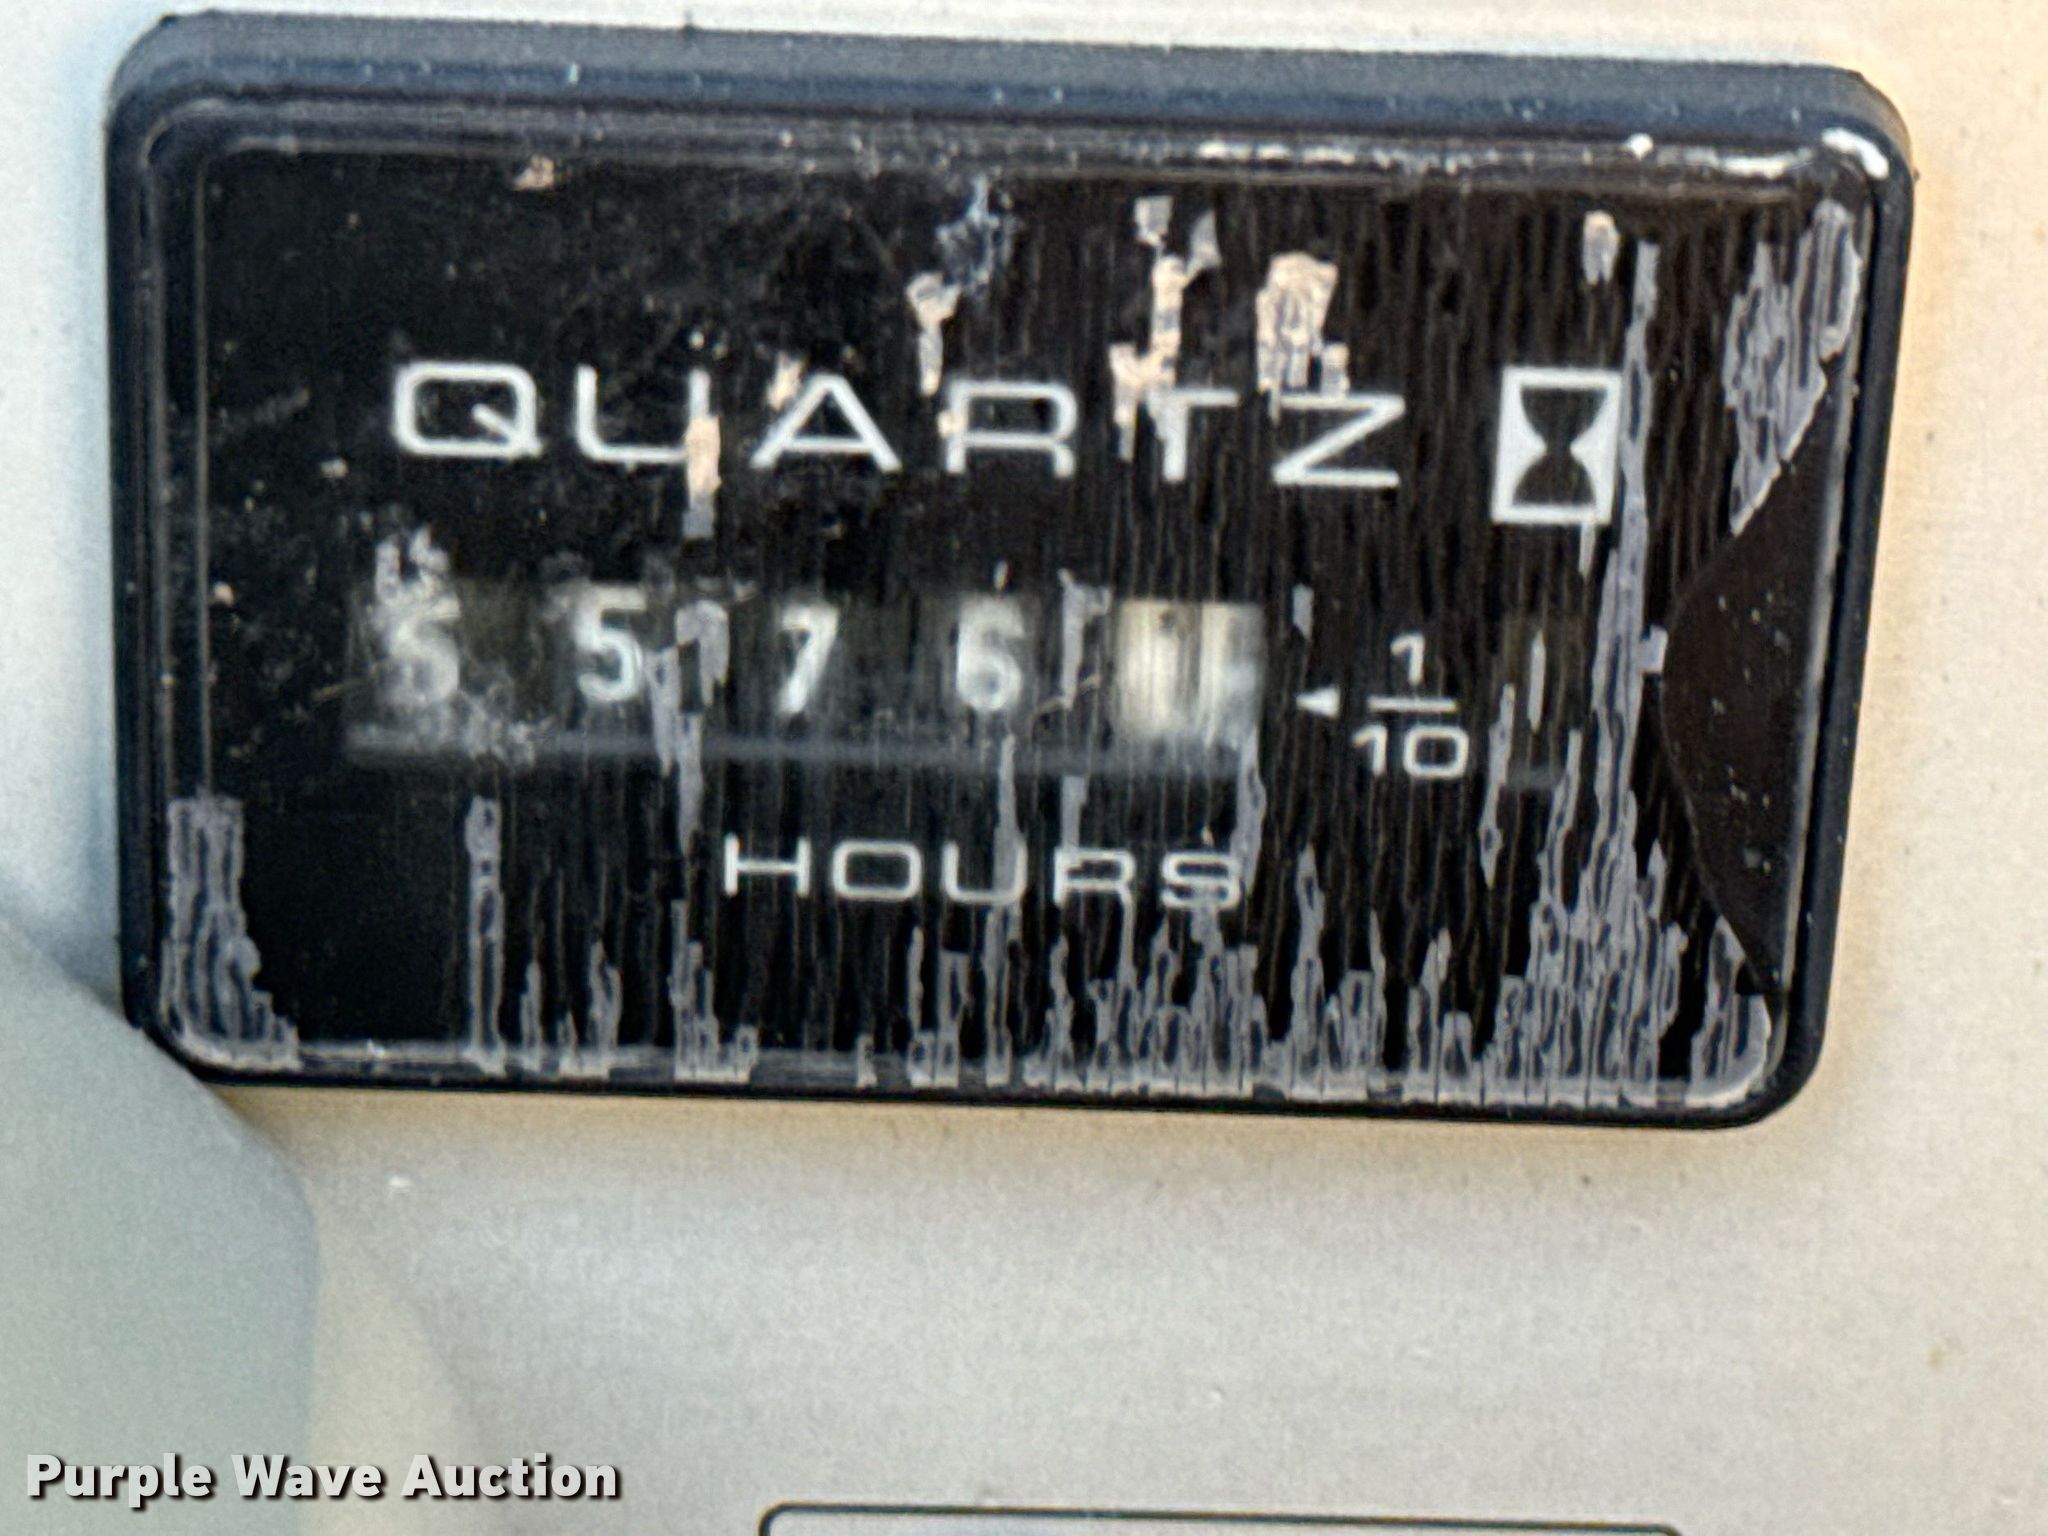 QUARTZ
5576
1
10
HOURS
Purple Wave Auction